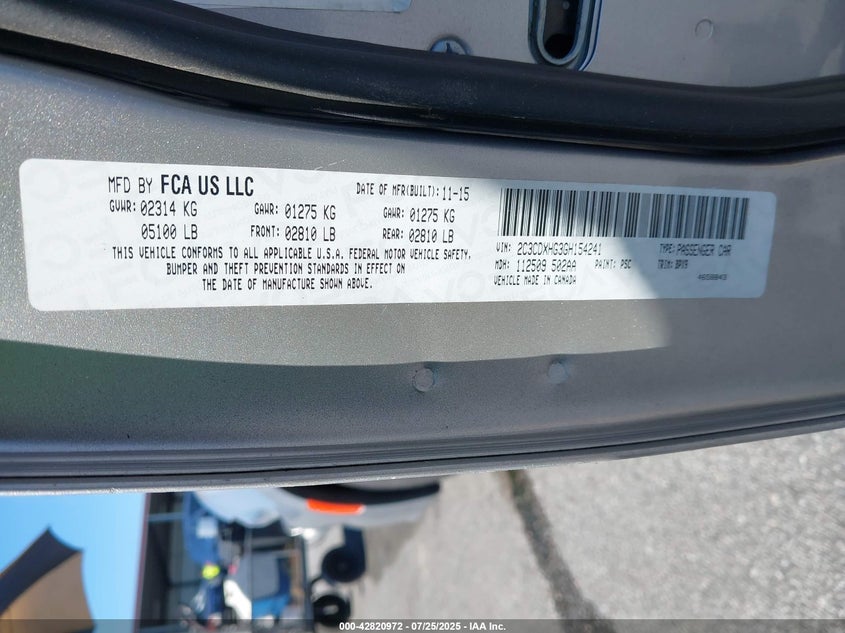 MFD BY FCA US LLC
DATE OF MFR(BUILT): 11-15
GVWR: 02314 KG
GAWR: 01275 KG
GAWR: 01275 KG
05100 LB
FRONT: 02810 LB
REAR: 02810 LB
THIS VEHICLE CONFORMS TO ALL APPLICABLE U.S.A. FEDERAL MOTOR VEHICLE SAFETY,
BUMPER AND THEFT PREVENTION STANDARDS IN EFFECT ON
THE DATE OF MANUFACTURE SHOWN ABOVE.
VIN: 2C3CDXHG3GH154241
TYPE: PASSENGER CAR
MDH: 112509 502AA
PAINT: PSC
TRIM: BPX9
VEHICLE MADE IN CANADA
000-42820972 | 07/25/2025 | IAA Inc.